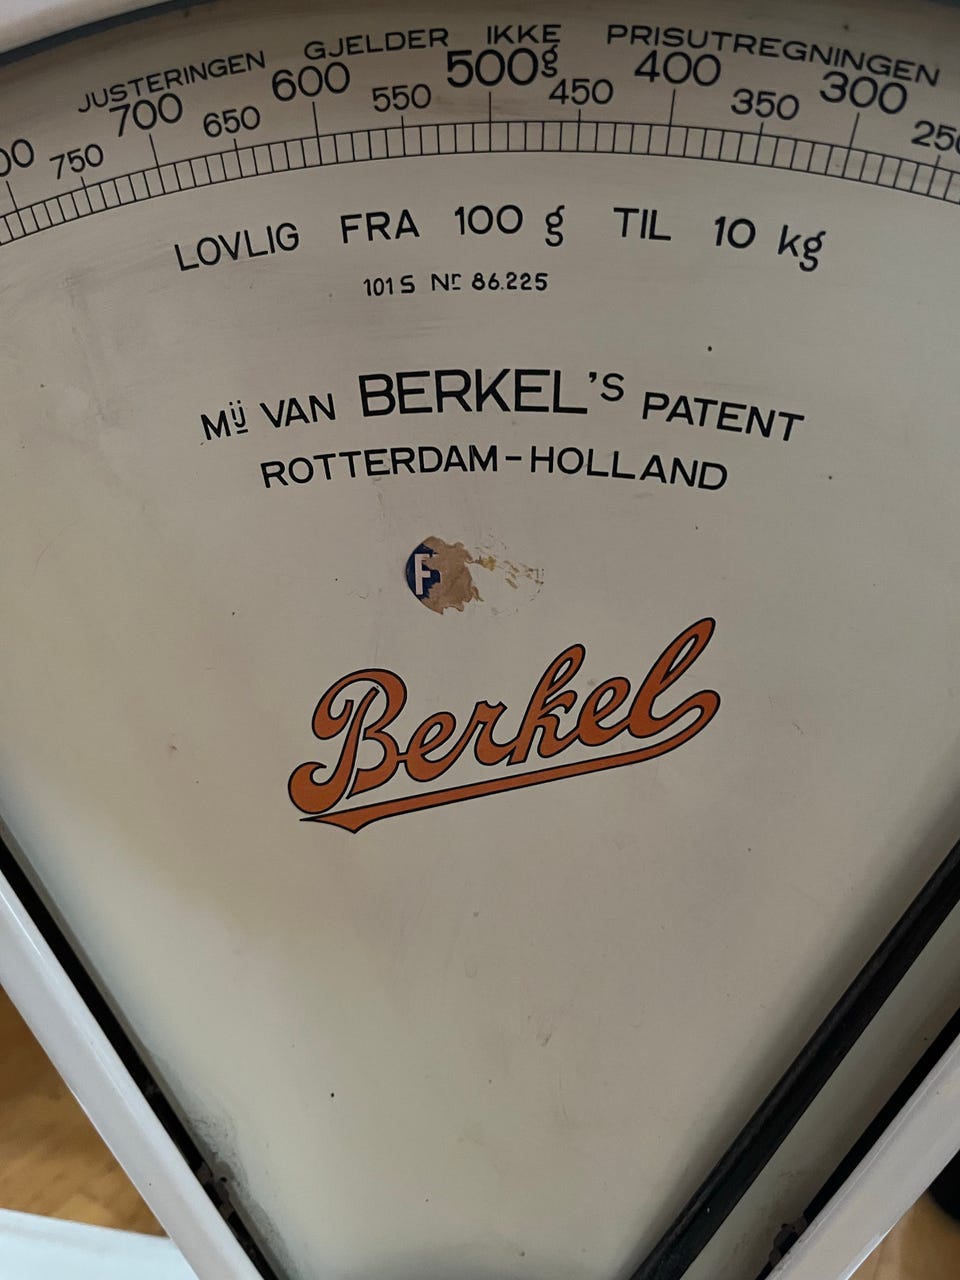 JUSTERINGEN GJELDER IKKE PRISUTREGNINGEN
750 700 650 600 550 500g 450 400 350 300
LOVLIG FRA 100 g TIL 10 kg
101 S Nr 86.225
Mij VAN BERKEL'S PATENT
ROTTERDAM-HOLLAND
F
Berkel